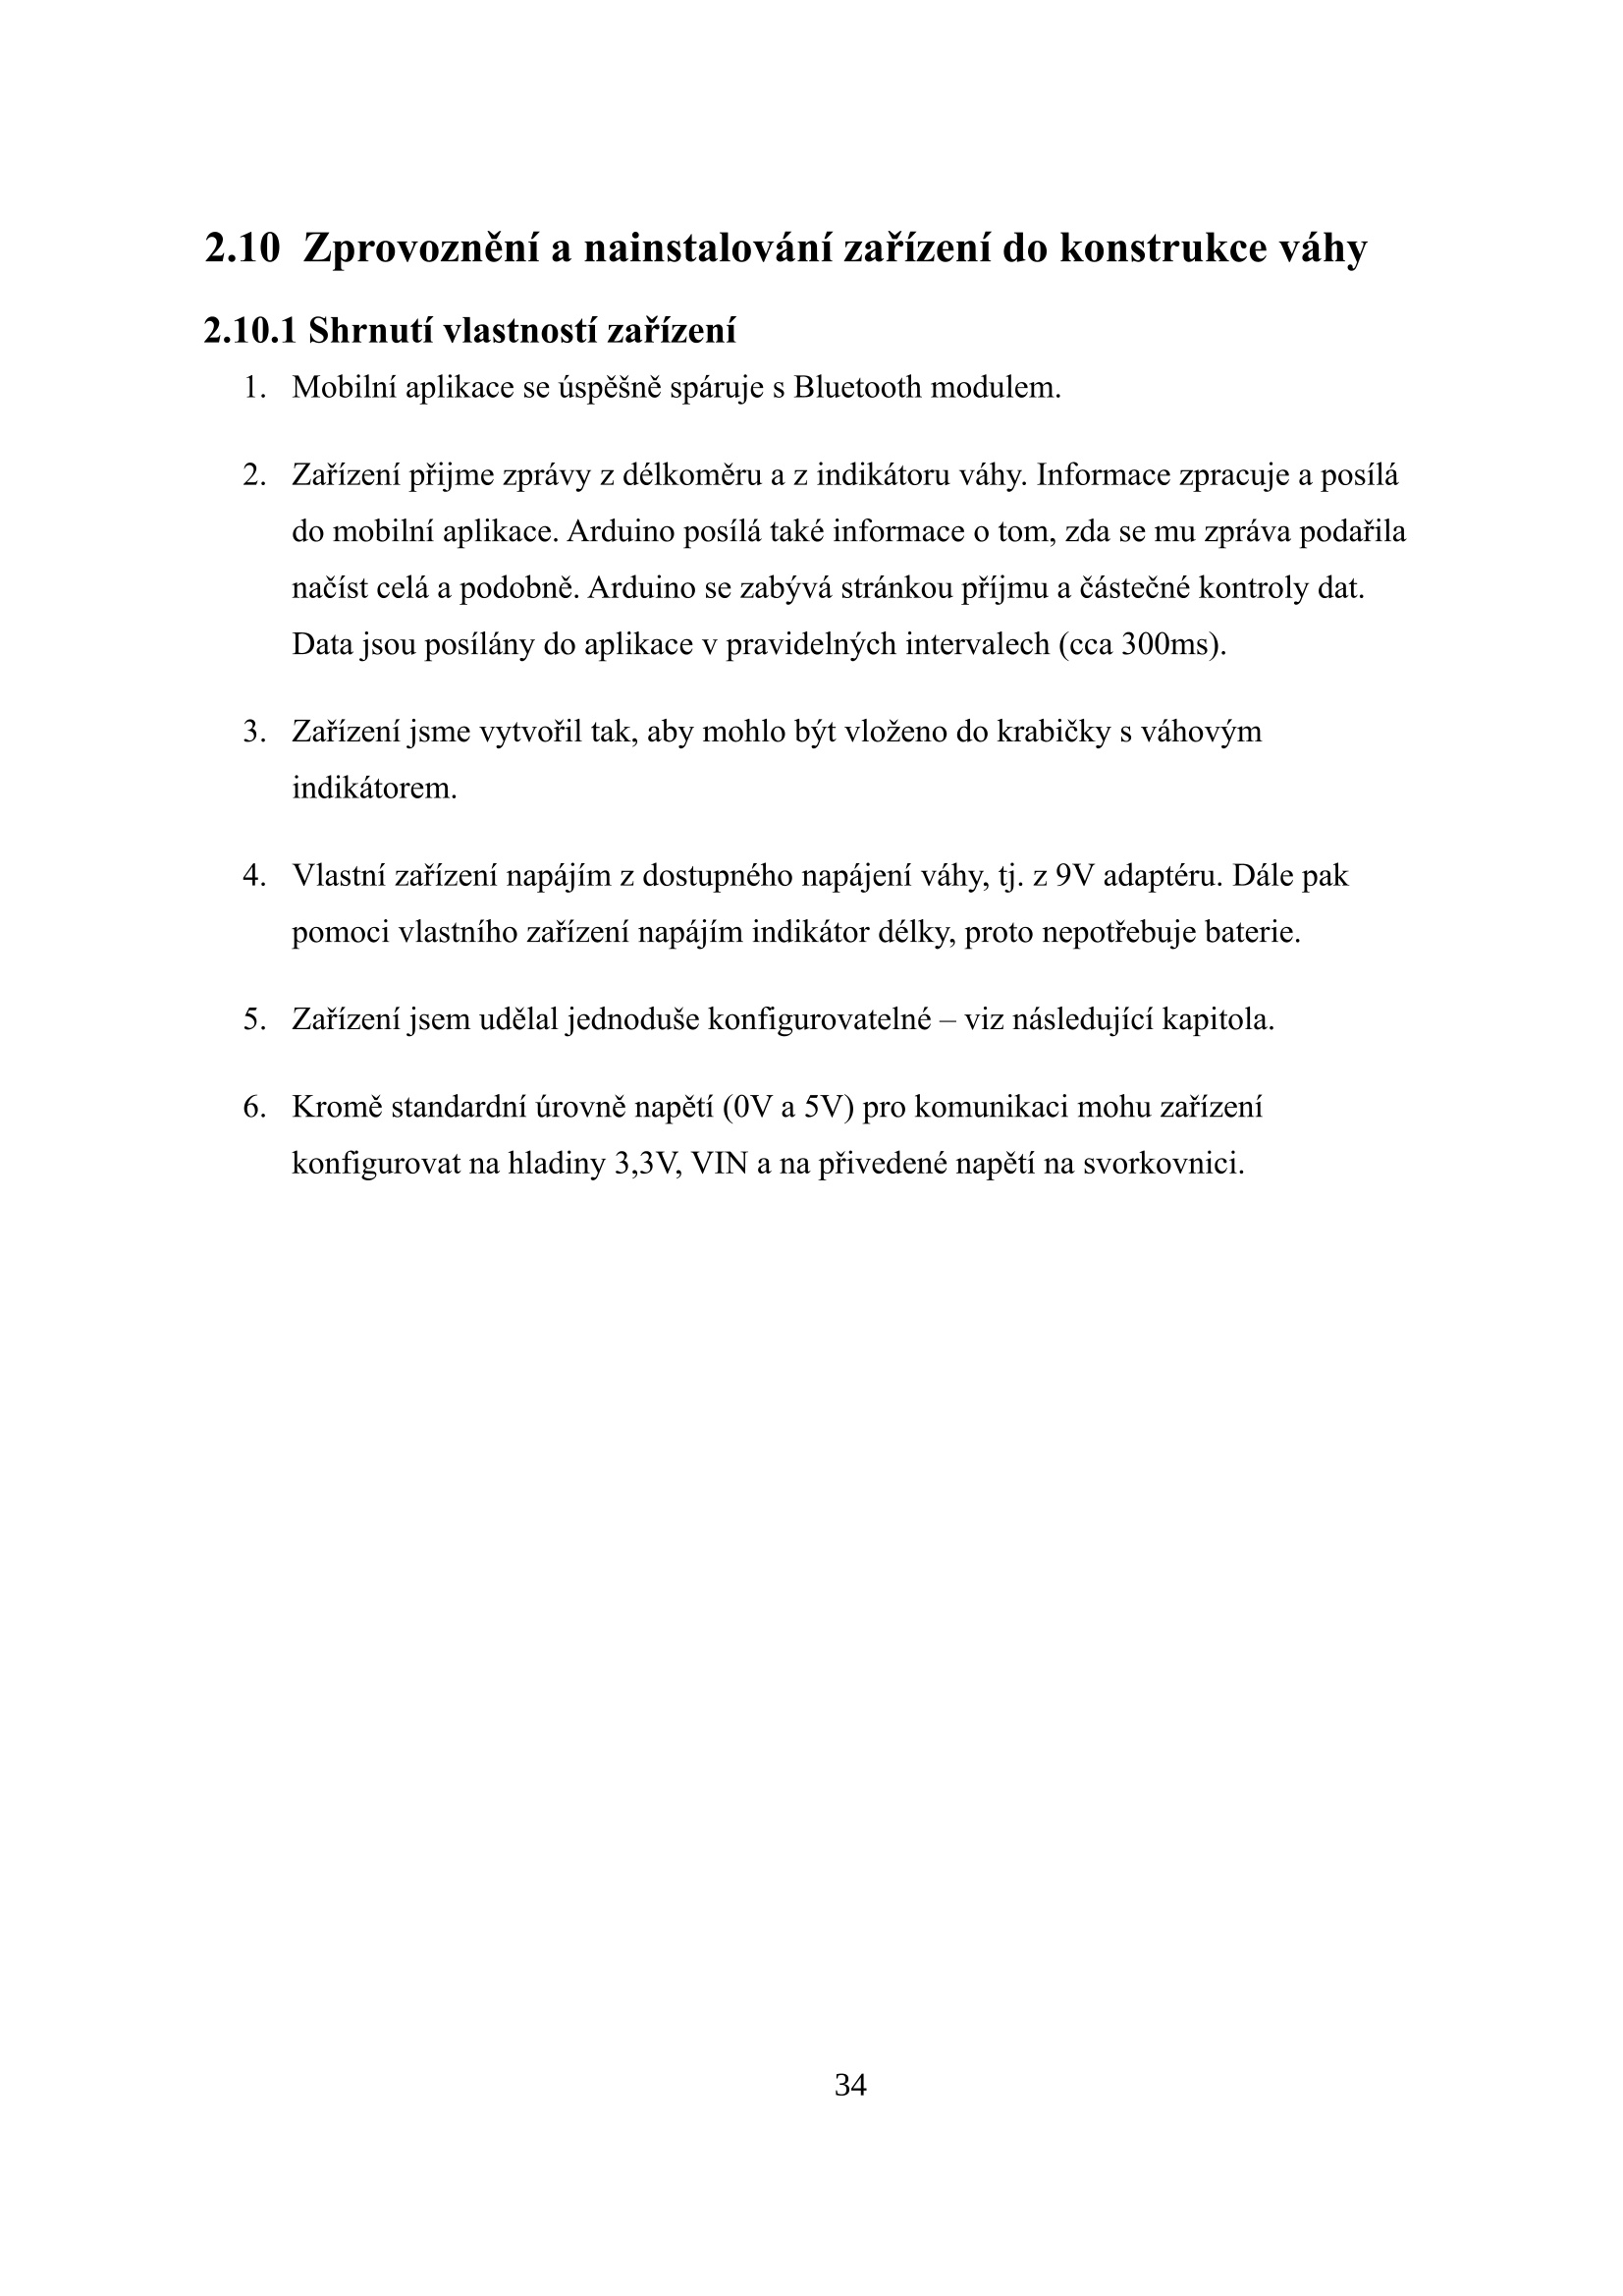 2.10 Zprovoznění a nainstalování zařízení do konstrukce váhy
2.10.1 Shrnutí vlastností zařízení
1. Mobilní aplikace se úspěšně spáruje s Bluetooth modulem.
2. Zařízení přijme zprávy z délkoměru a z indikátoru váhy. Informace zpracuje a posílá
do mobilní aplikace. Arduino posílá také informace o tom, zda se mu zpráva podařila
načíst celá a podobně. Arduino se zabývá stránkou příjmu a částečné kontroly dat.
Data jsou posílány do aplikace v pravidelných intervalech (cca 300ms).
3. Zařízení jsme vytvořil tak, aby mohlo být vloženo do krabičky s váhovým
indikátorem.
4. Vlastní zařízení napájím z dostupného napájení váhy, tj. z 9V adaptéru. Dále pak
pomoci vlastního zařízení napájím indikátor délky, proto nepotřebuje baterie.
5. Zařízení jsem udělal jednoduše konfigurovatelné – viz následující kapitola.
6. Kromě standardní úrovně napětí (0V a 5V) pro komunikaci mohu zařízení
konfigurovat na hladiny 3,3V, VIN a na přivedené napětí na svorkovnici.
34